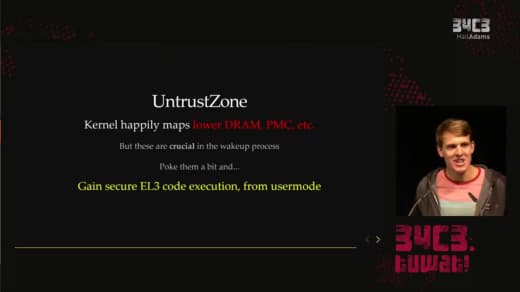 34C3
HallAdams
UntrustZone
Kernel happily maps lower DRAM, PMC, etc.
But these are crucial in the wakeup process
Poke them a bit and...
Gain secure EL3 code execution, from usermode
34C3.
tuwat!